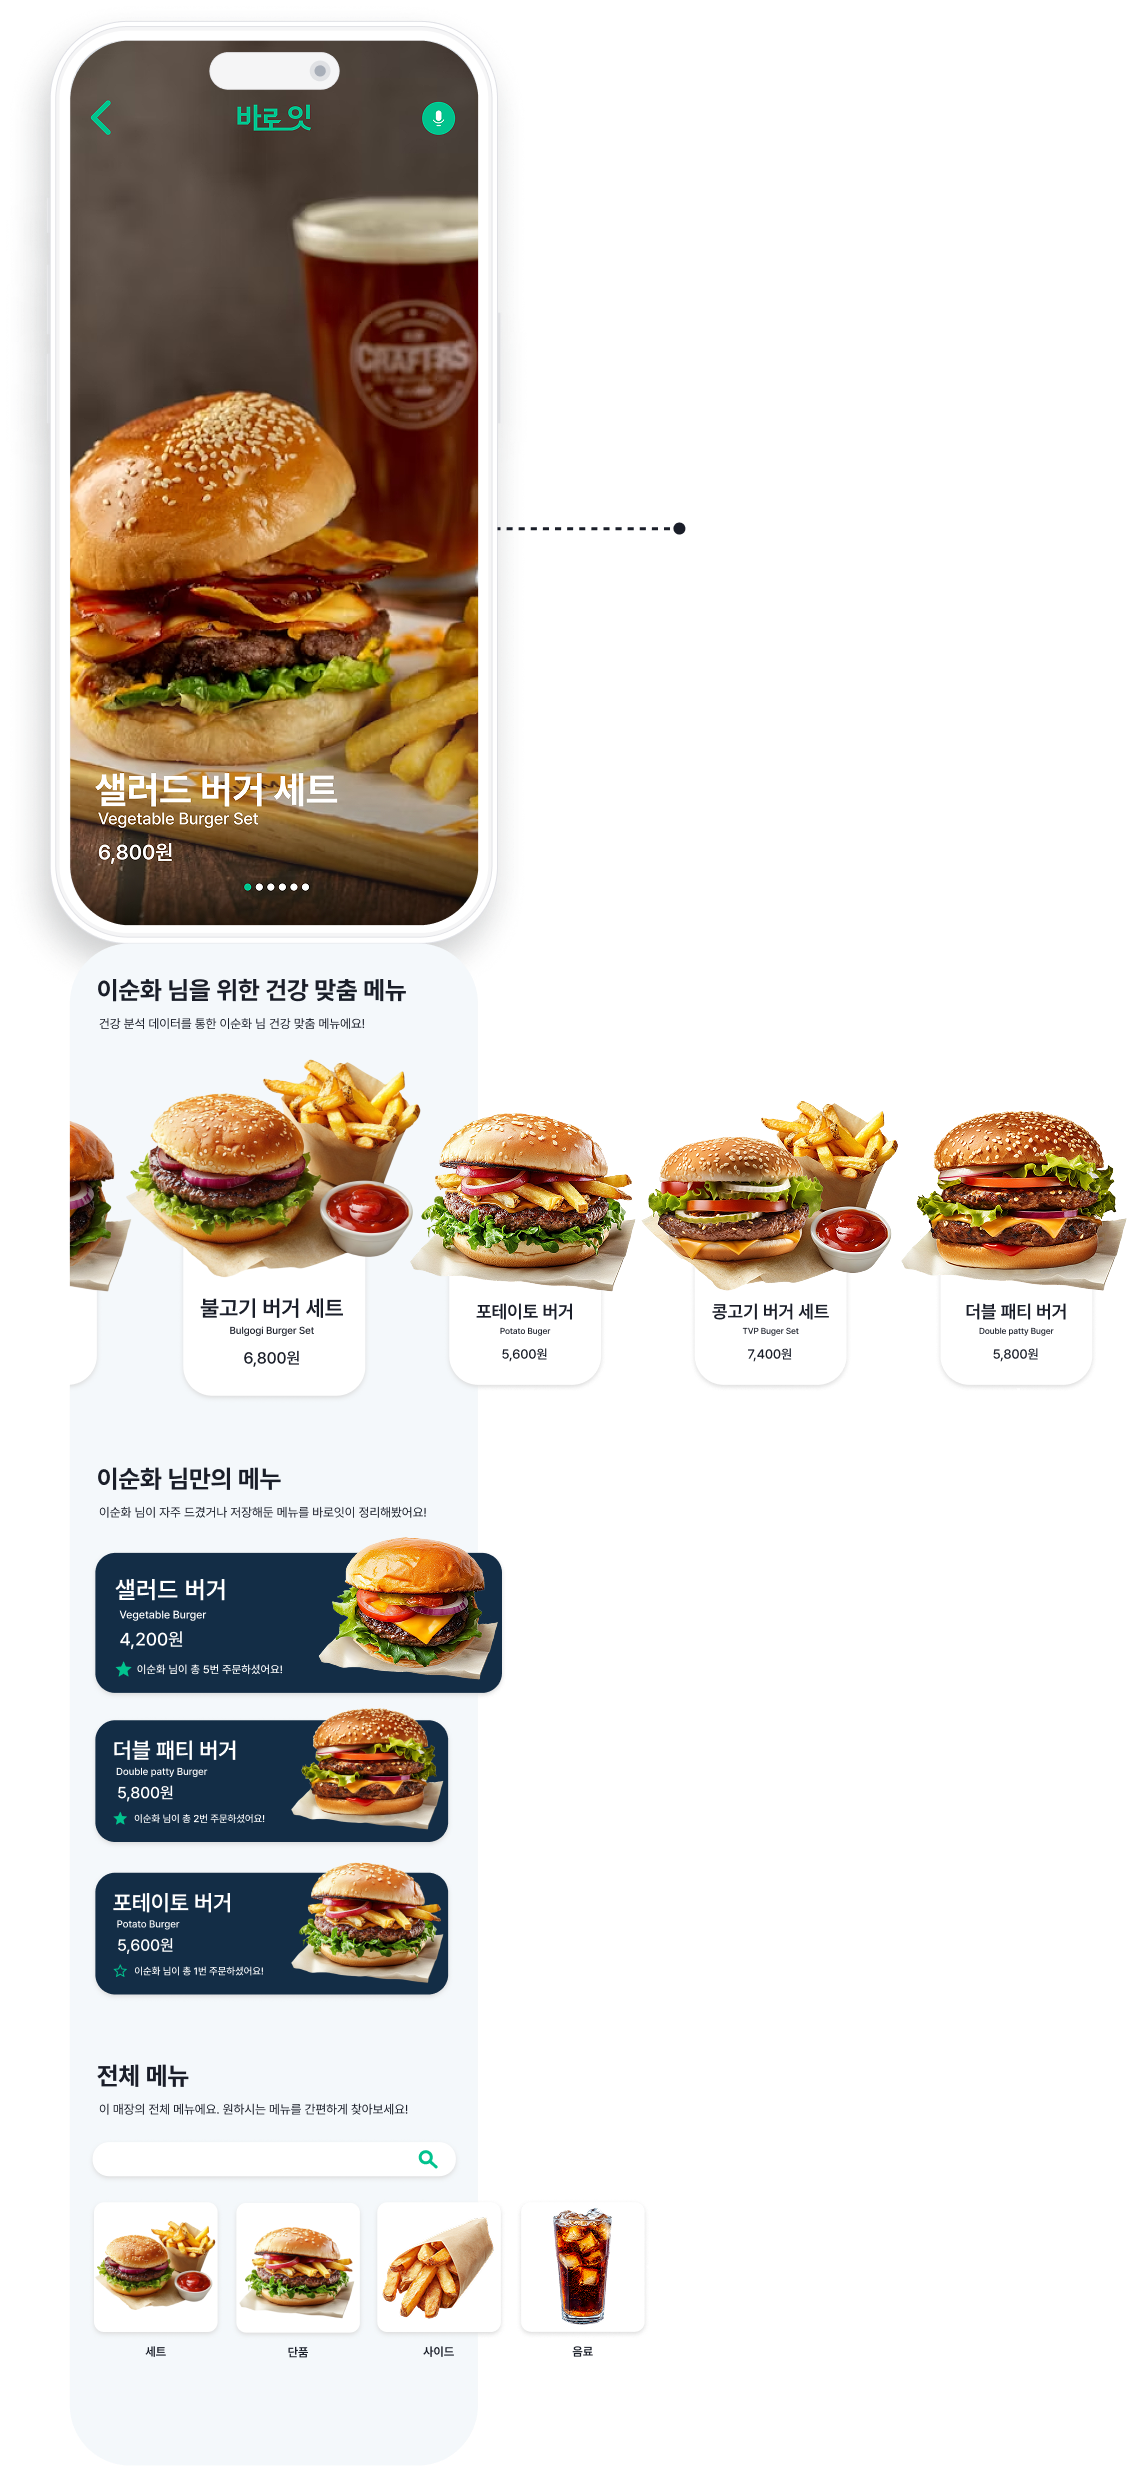 바로잇
CRAFTERS
샐러드 버거 세트
Vegetable Burger Set
6,800원
이순화 님을 위한 건강 맞춤 메뉴
건강 분석 데이터를 통한 이순화 님 건강 맞춤 메뉴에요!
불고기 버거 세트
Bulgogi Burger Set
6,800원
포테이토 버거
Potato Buger
5,600원
콩고기 버거 세트
TVP Buger Set
7,400원
더블 패티 버거
Double patty Buger
5,800원
이순화 님만의 메뉴
이순화 님이 자주 드겼거나 저장해둔 메뉴를 바로잇이 정리해봤어요!
샐러드 버거
Vegetable Burger
4,200원
이순화 님이 총 5번 주문하셨어요!
더블 패티 버거
Double patty Burger
5,800원
이순화 님이 총 2번 주문하셨어요!
포테이토 버거
Potato Burger
5,600원
이순화 님이 총 1번 주문하셨어요!
전체 메뉴
이 매장의 전체 메뉴에요. 원하시는 메뉴를 간편하게 찾아보세요!
세트
단품
사이드
음료